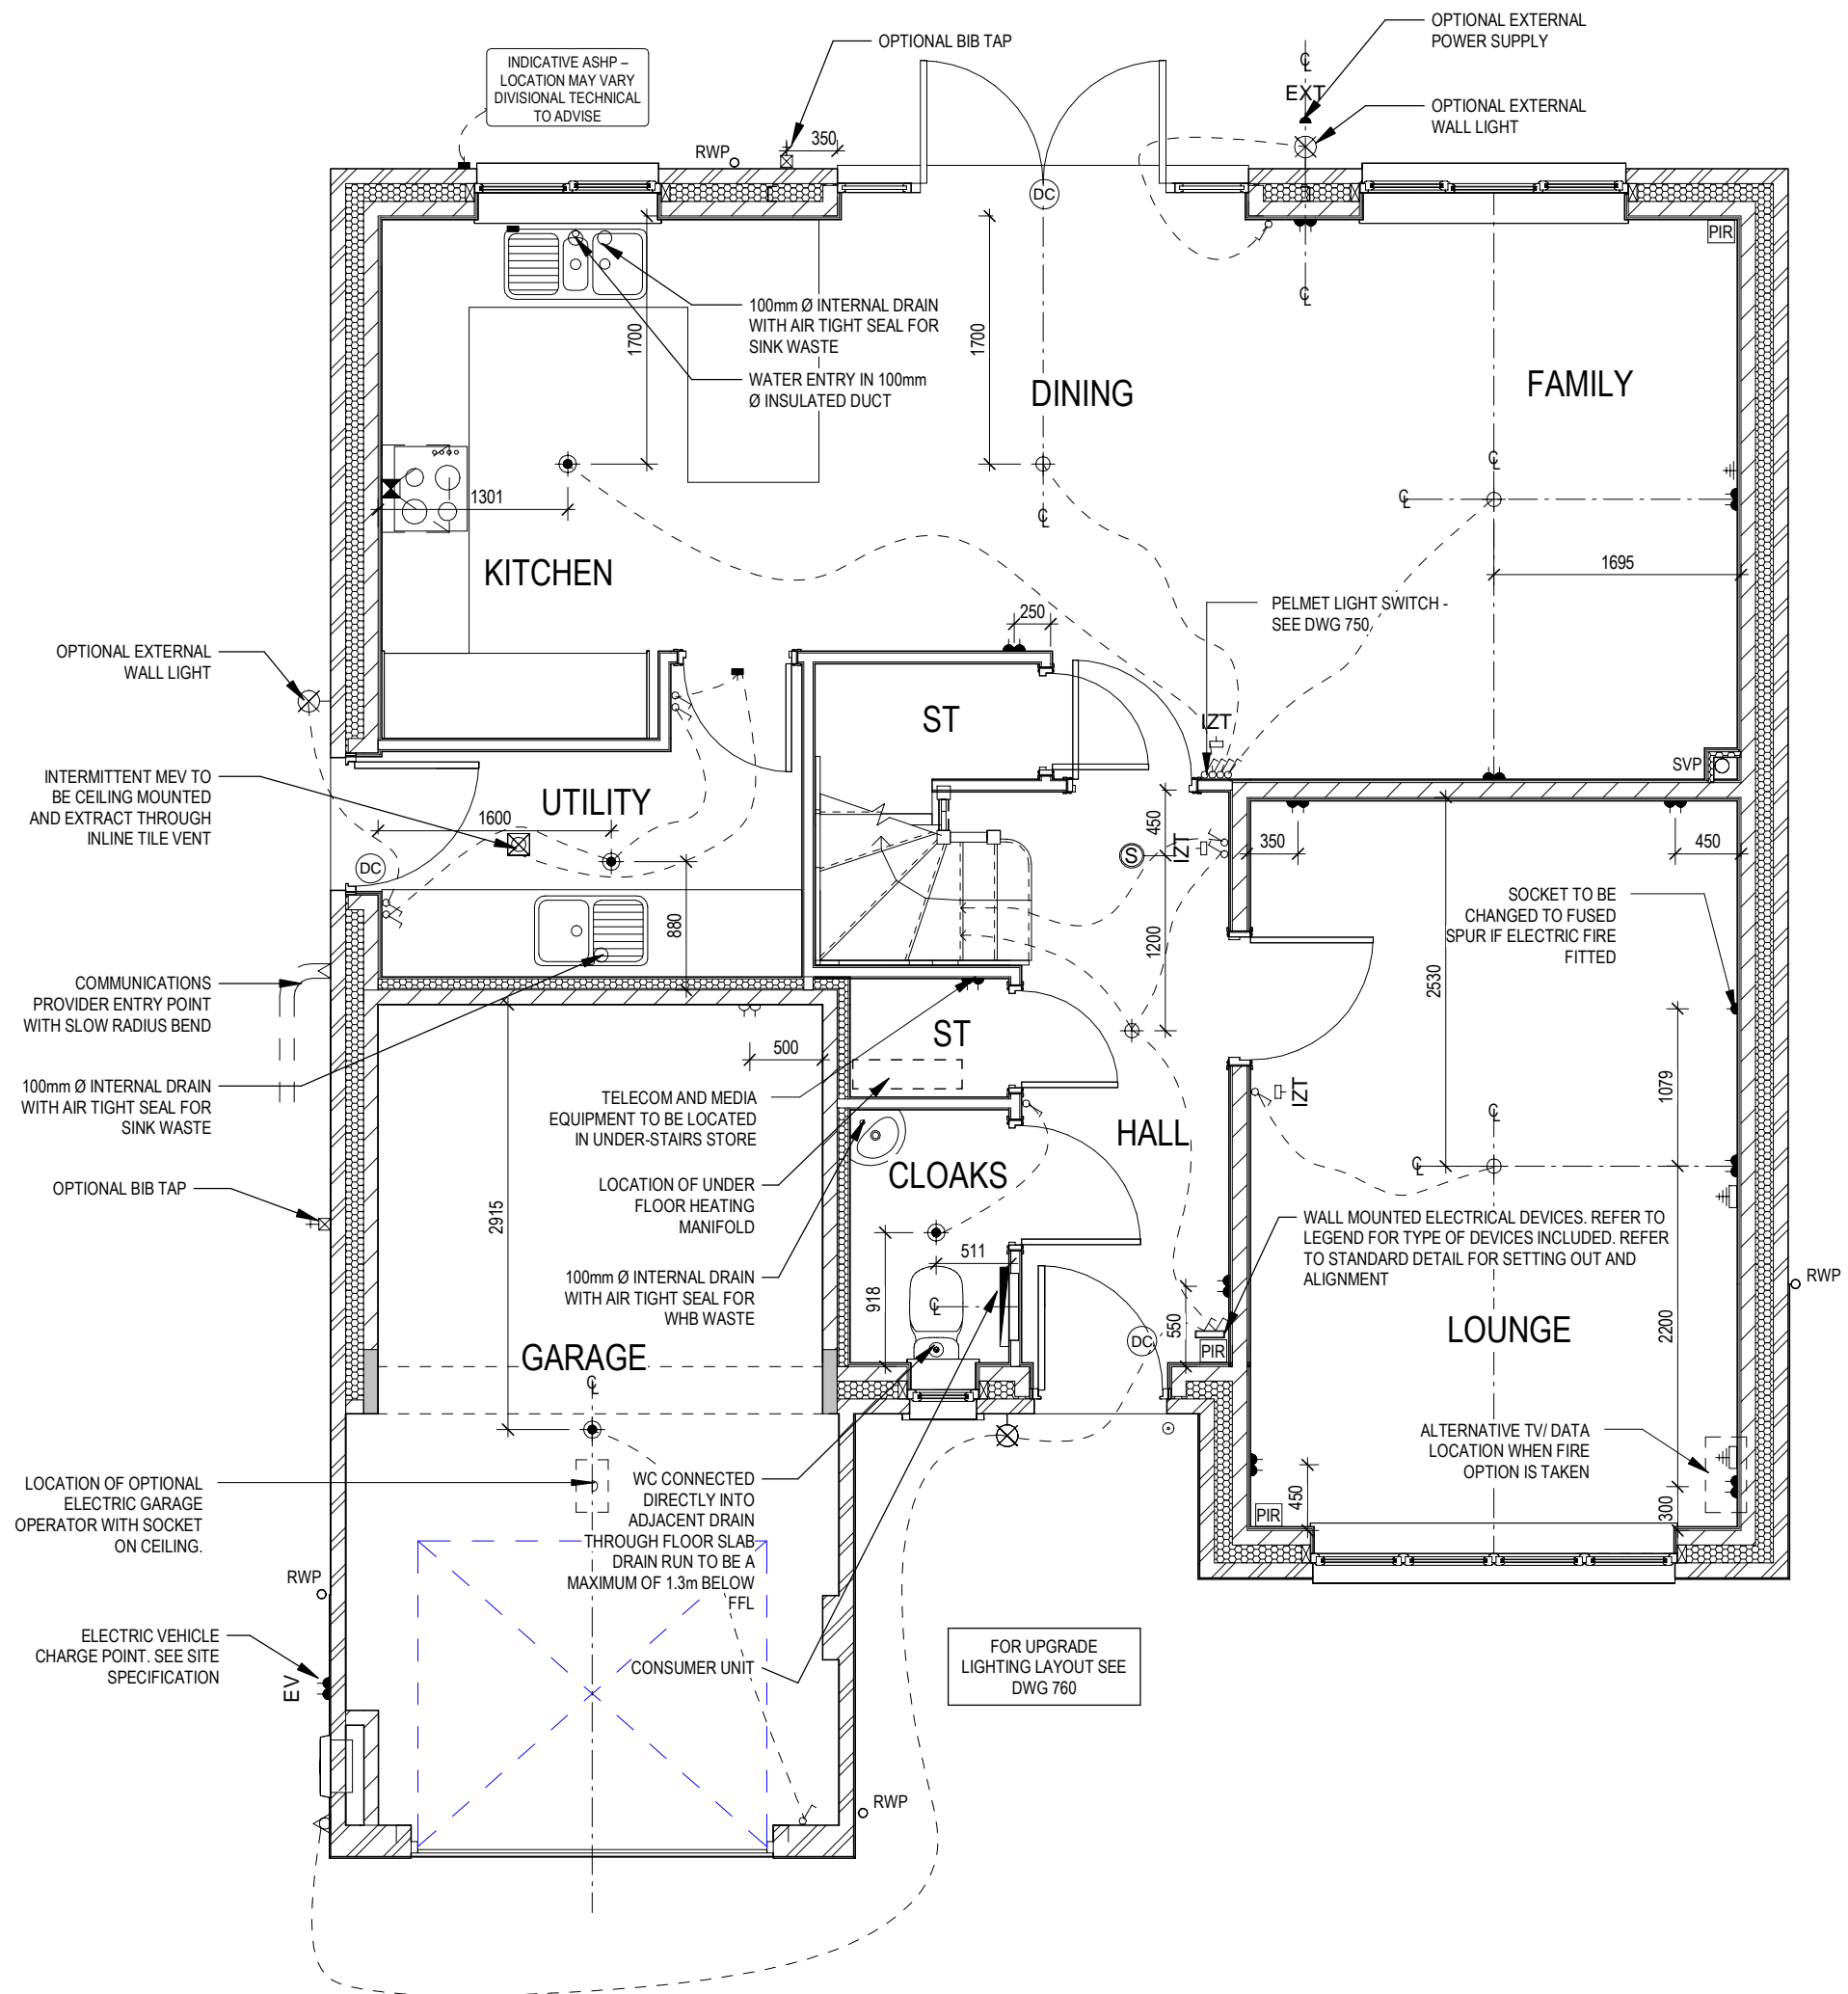 OPTIONAL EXTERNAL
POWER SUPPLY
OPTIONAL BIB TAP
INDICATIVE ASHP –
LOCATION MAY VARY
DIVISIONAL TECHNICAL
TO ADVISE
EXT
OPTIONAL EXTERNAL
WALL LIGHT
350
RWP
DC
PIR
1700
1700
100mm Ø INTERNAL DRAIN
WITH AIR TIGHT SEAL FOR
SINK WASTE
WATER ENTRY IN 100mm
Ø INSULATED DUCT
DINING
FAMILY
1301
KITCHEN
1695
250
PELMET LIGHT SWITCH -
SEE DWG 750
OPTIONAL EXTERNAL
WALL LIGHT
ST
IZT
SVP
INTERMITTENT MEV TO
BE CEILING MOUNTED
AND EXTRACT THROUGH
INLINE TILE VENT
UTILITY
1600
DC
450
S
IZT
350
450
880
1200
2530
SOCKET TO BE
CHANGED TO FUSED
SPUR IF ELECTRIC FIRE
FITTED
COMMUNICATIONS
PROVIDER ENTRY POINT
WITH SLOW RADIUS BEND
ST
500
1079
100mm Ø INTERNAL DRAIN
WITH AIR TIGHT SEAL FOR
SINK WASTE
TELECOM AND MEDIA
EQUIPMENT TO BE LOCATED
IN UNDER-STAIRS STORE
IZT
HALL
CLOAKS
OPTIONAL BIB TAP
2915
LOCATION OF UNDER
FLOOR HEATING
MANIFOLD
511
WALL MOUNTED ELECTRICAL DEVICES. REFER TO
LEGEND FOR TYPE OF DEVICES INCLUDED. REFER
TO STANDARD DETAIL FOR SETTING OUT AND
ALIGNMENT
RWP
100mm Ø INTERNAL DRAIN
WITH AIR TIGHT SEAL FOR
WHB WASTE
918
550
DC
PIR
LOUNGE
2200
GARAGE
ALTERNATIVE TV/ DATA
LOCATION WHEN FIRE
OPTION IS TAKEN
LOCATION OF OPTIONAL
ELECTRIC GARAGE
OPERATOR WITH SOCKET
ON CEILING.
WC CONNECTED
DIRECTLY INTO
ADJACENT DRAIN
THROUGH FLOOR SLAB
DRAIN RUN TO BE A
MAXIMUM OF 1.3m BELOW
FFL
450
PIR
300
RWP
ELECTRIC VEHICLE
CHARGE POINT. SEE SITE
SPECIFICATION
EV
CONSUMER UNIT
FOR UPGRADE
LIGHTING LAYOUT SEE
DWG 760
RWP